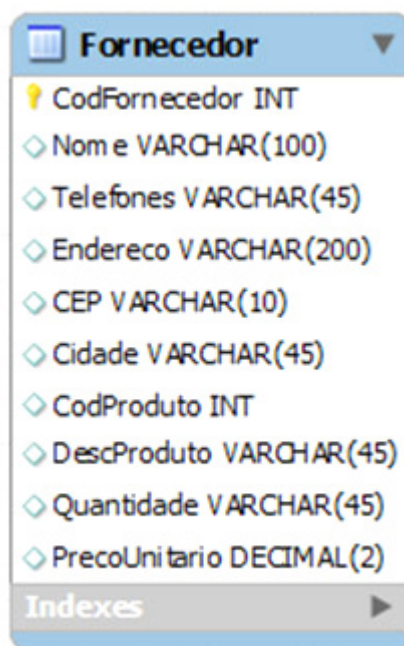 Fornecedor
CodFornecedor INT
Nome VARCHAR(100)
Telefones VARCHAR(45)
Endereco VARCHAR(200)
CEP VARCHAR(10)
Cidade VARCHAR(45)
CodProduto INT
DescProduto VARCHAR(45)
Quantidade VARCHAR(45)
PrecoUnitario DECIMAL(2)
Indexes